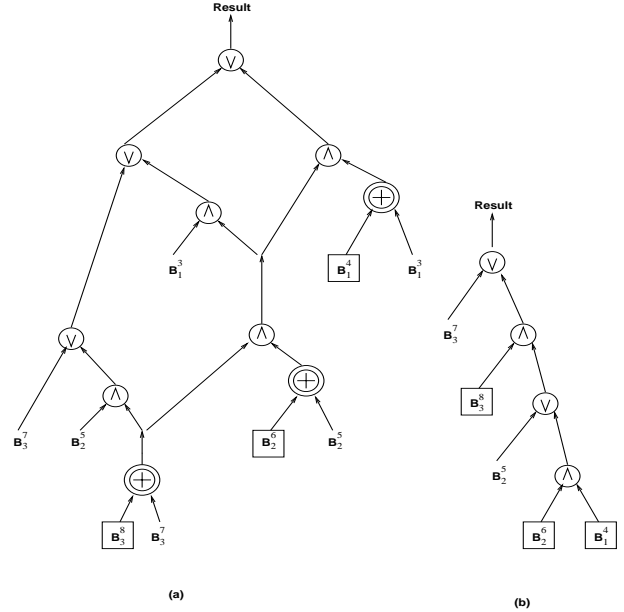 Result
∨
∨ ∧
∧ +
B_1^3 B_1^4 B_1^3
Result
∨
B_3^7 ∧
B_3^8 ∨
B_2^5 ∧
B_2^6 B_1^4
∨ ∧
∧ +
B_3^7 B_2^5 B_2^6 B_2^5
+
B_3^8 B_3^7
(a)
(b)